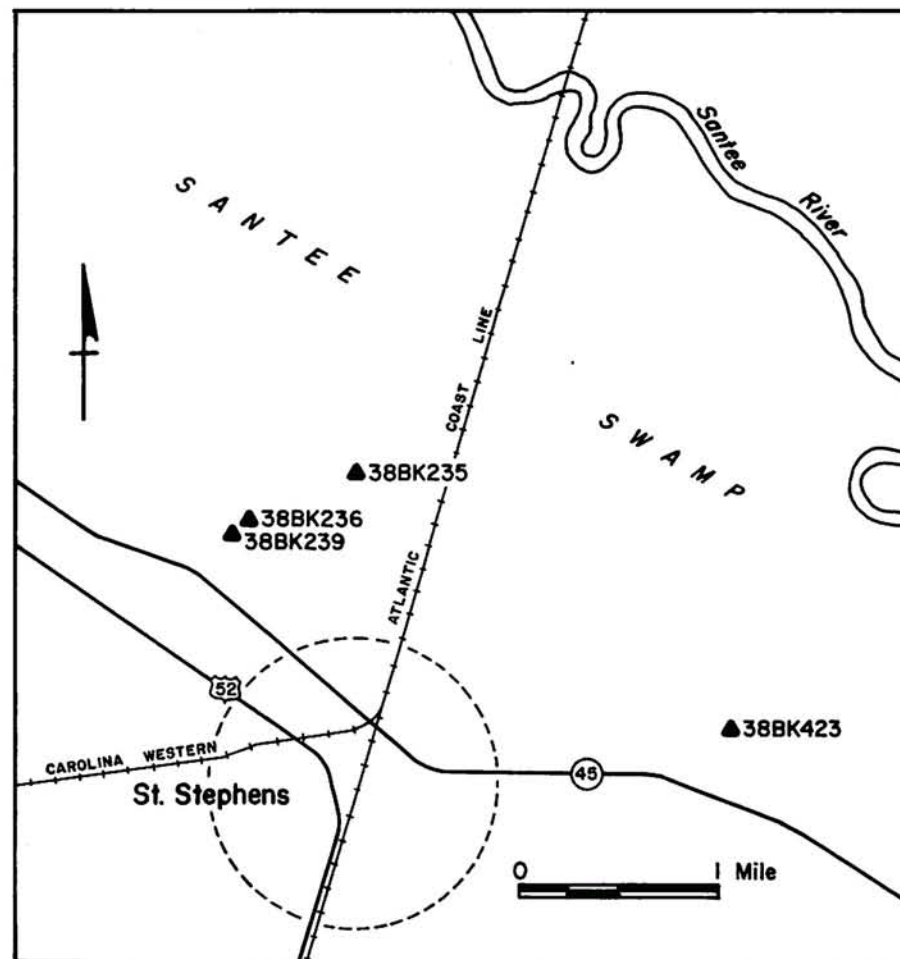 Santee River
SANTEE
ATLANTIC COAST LINE
SWAMP
38BK235
38BK236
38BK239
52
38BK423
CAROLINA WESTERN
45
St. Stephens
0 1 Mile